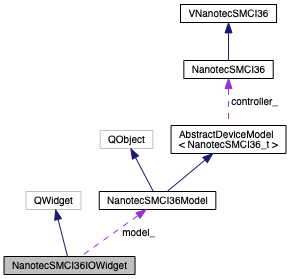 VNanotecSMCI36
NanotecSMCI36
controller_
AbstractDeviceModel
< NanotecSMCI36_t >
QObject
QWidget
NanotecSMCI36Model
model_
NanotecSMCI36IOWidget